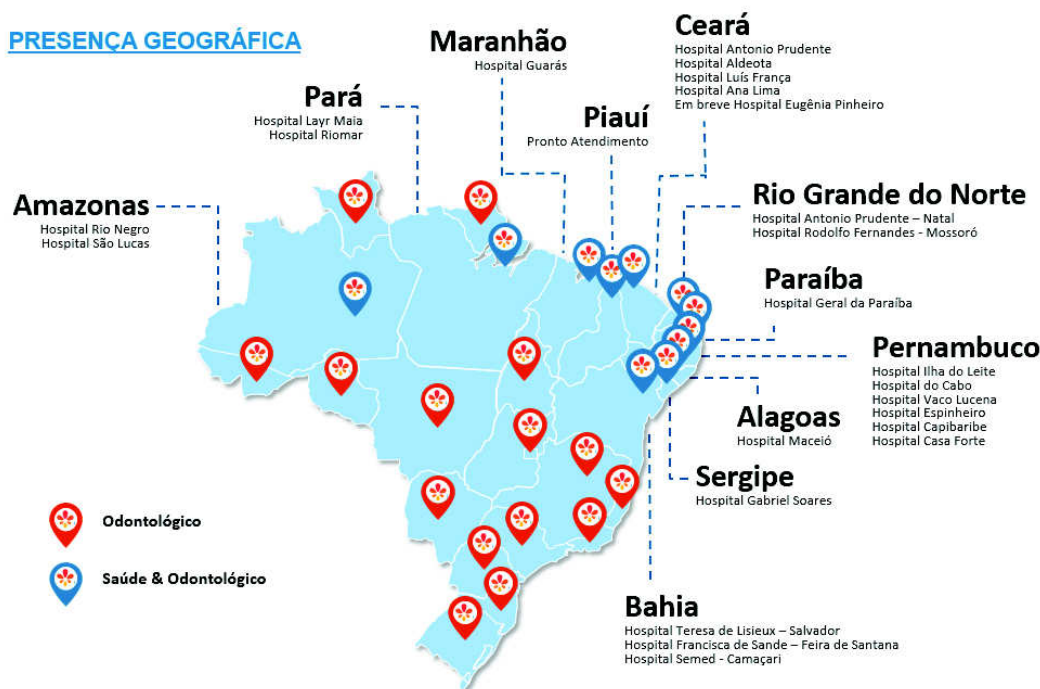 PRESENÇA GEOGRÁFICA
Maranhão
Hospital Guarás
Ceará
Hospital Antonio Prudente
Hospital Aldeota
Hospital Luís França
Hospital Ana Lima
Em breve Hospital Eugênia Pinheiro
Pará
Hospital Layr Maia
Hospital Riomar
Piauí
Pronto Atendimento
Amazonas
Hospital Rio Negro
Hospital São Lucas
Rio Grande do Norte
Hospital Antonio Prudente – Natal
Hospital Rodolfo Fernandes - Mossoró
Paraíba
Hospital Geral da Paraíba
Pernambuco
Hospital Ilha do Leite
Hospital do Cabo
Hospital Vaco Lucena
Hospital Espinheiro
Hospital Capibaribe
Hospital Casa Forte
Alagoas
Hospital Maceió
Sergipe
Hospital Gabriel Soares
Odontológico
Saúde & Odontológico
Bahia
Hospital Teresa de Lisieux – Salvador
Hospital Francisca de Sande – Feira de Santana
Hospital Semed - Camaçari